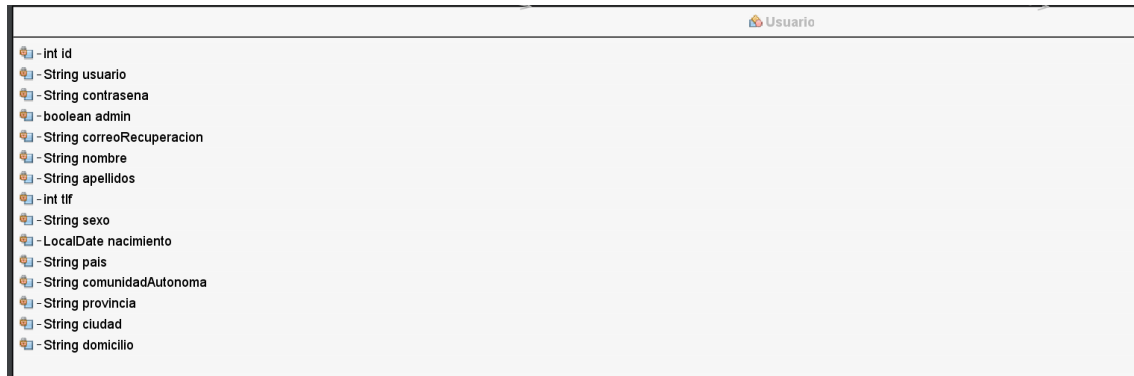 Usuario
- int id
- String usuario
- String contrasena
- boolean admin
- String correoRecuperacion
- String nombre
- String apellidos
- int tlf
- String sexo
- LocalDate nacimiento
- String pais
- String comunidadAutonoma
- String provincia
- String ciudad
- String domicilio